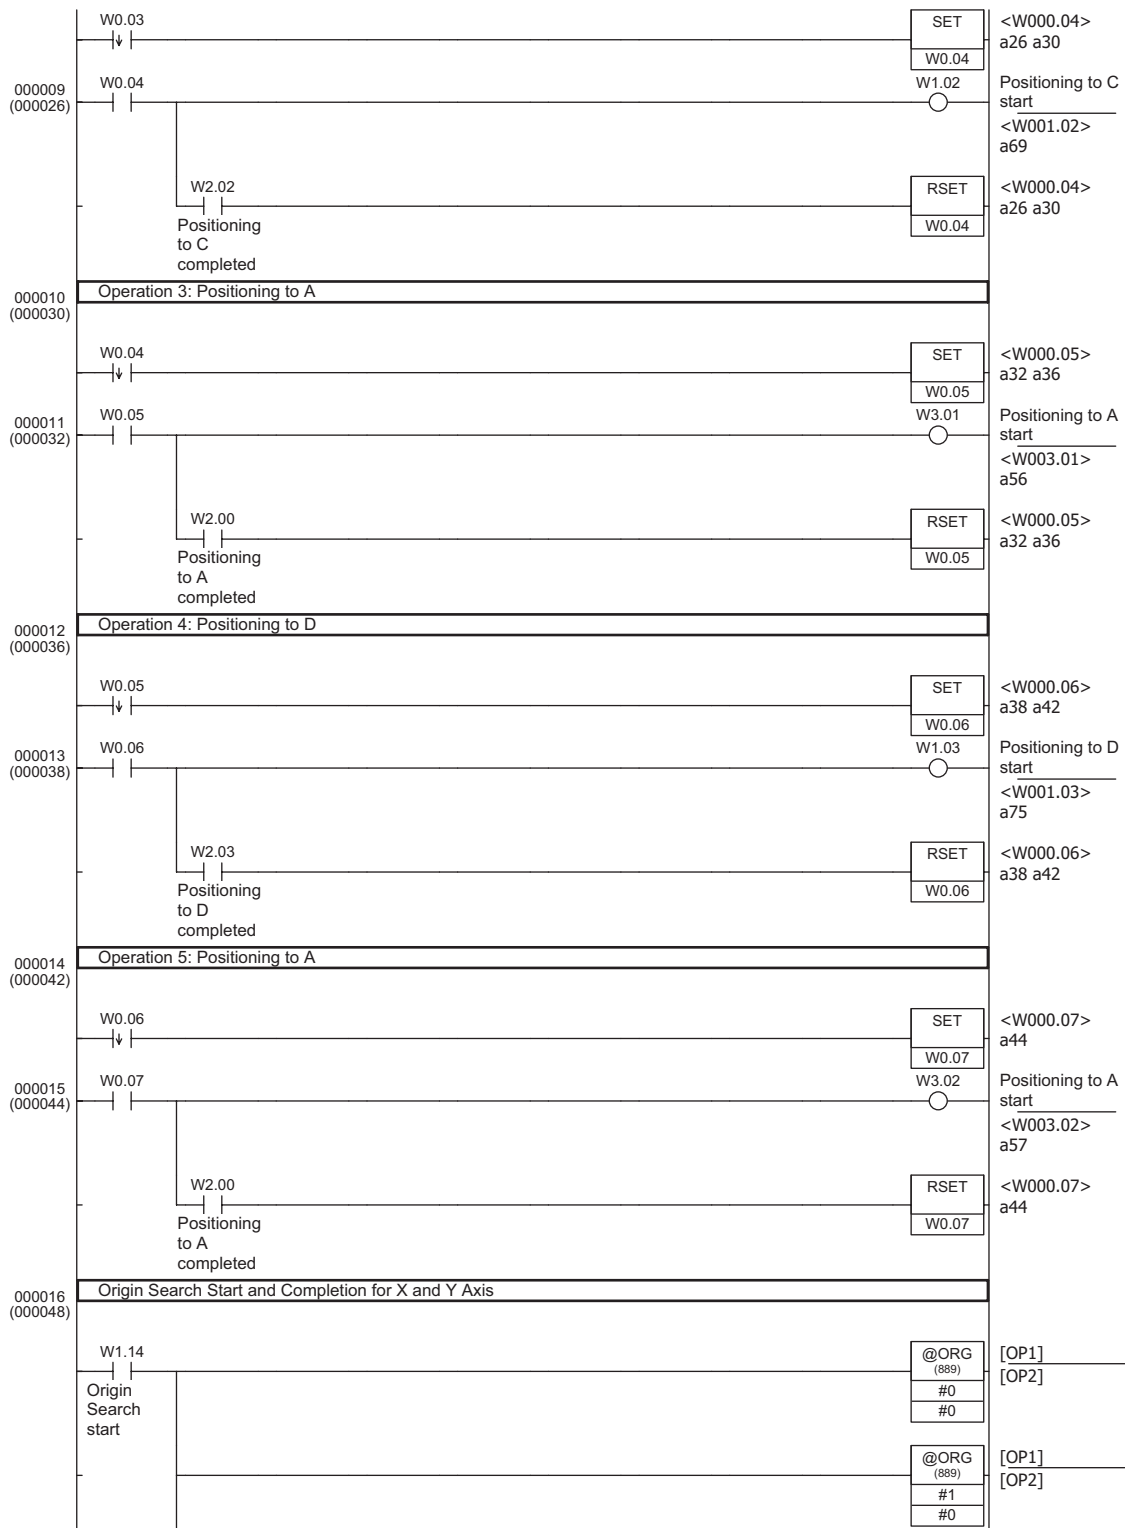 W0.03
SET
W0.04
<W000.04>
a26 a30
000009
(000026)
W0.04
W1.02
Positioning to C
start
<W001.02>
a69
W2.02
Positioning
to C
completed
RSET
W0.04
<W000.04>
a26 a30
000010
(000030)
Operation 3: Positioning to A
W0.04
SET
W0.05
<W000.05>
a32 a36
000011
(000032)
W0.05
W3.01
Positioning to A
start
<W003.01>
a56
W2.00
Positioning
to A
completed
RSET
W0.05
<W000.05>
a32 a36
000012
(000036)
Operation 4: Positioning to D
W0.05
SET
W0.06
<W000.06>
a38 a42
000013
(000038)
W0.06
W1.03
Positioning to D
start
<W001.03>
a75
W2.03
Positioning
to D
completed
RSET
W0.06
<W000.06>
a38 a42
000014
(000042)
Operation 5: Positioning to A
W0.06
SET
W0.07
<W000.07>
a44
000015
(000044)
W0.07
W3.02
Positioning to A
start
<W003.02>
a57
W2.00
Positioning
to A
completed
RSET
W0.07
<W000.07>
a44
000016
(000048)
Origin Search Start and Completion for X and Y Axis
W1.14
Origin
Search
start
@ORG
(889)
#0
#0
[OP1]
[OP2]
@ORG
(889)
#1
#0
[OP1]
[OP2]